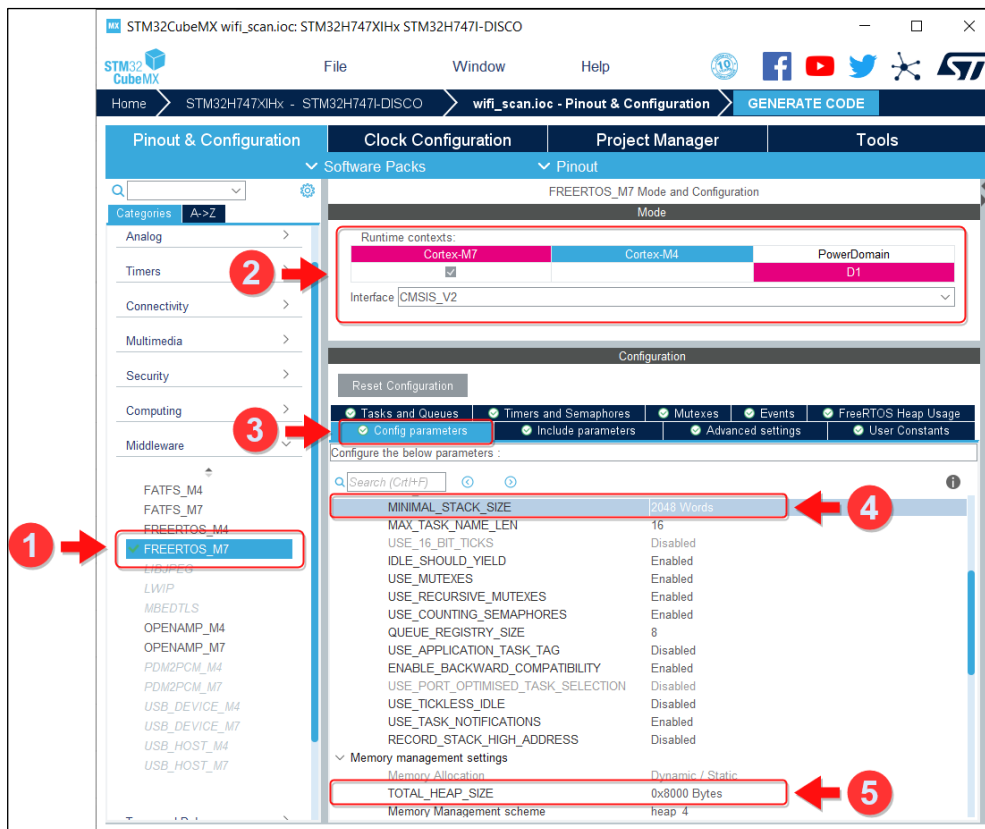 MX STM32CubeMX wifi_scan.ioc: STM32H747XIHx STM32H747I-DISCO
STM32 CubeMX File Window Help 10
Home STM32H747XIHx - STM32H747I-DISCO wifi_scan.ioc - Pinout & Configuration GENERATE CODE
Pinout & Configuration Clock Configuration Project Manager Tools
Software Packs Pinout
FREERTOS_M7 Mode and Configuration
Categories A->Z
Analog
Timers
Connectivity
Multimedia
Security
Computing
Middleware
FATFS_M4
FATFS_M7
FREERTOS_M4
1 FREERTOS_M7
LIBJPEG
LWIP
MBEDTLS
OPENAMP_M4
OPENAMP_M7
PDM2PCM_M4
PDM2PCM_M7
USB_DEVICE_M4
USB_DEVICE_M7
USB_HOST_M4
USB_HOST_M7
Mode
Runtime contexts:
Cortex-M7 Cortex-M4 PowerDomain
2 D1
Interface CMSIS_V2
Configuration
Reset Configuration
Tasks and Queues Timers and Semaphores Mutexes Events FreeRTOS Heap Usage
3 Config parameters Include parameters Advanced settings User Constants
Configure the below parameters :
Search (Crtl+F)
MINIMAL_STACK_SIZE 2048 Words 4
MAX_TASK_NAME_LEN 16
USE_16_BIT_TICKS Disabled
IDLE_SHOULD_YIELD Enabled
USE_MUTEXES Enabled
USE_RECURSIVE_MUTEXES Enabled
USE_COUNTING_SEMAPHORES Enabled
QUEUE_REGISTRY_SIZE 8
USE_APPLICATION_TASK_TAG Disabled
ENABLE_BACKWARD_COMPATIBILITY Enabled
USE_PORT_OPTIMISED_TASK_SELECTION Disabled
USE_TICKLESS_IDLE Disabled
USE_TASK_NOTIFICATIONS Enabled
RECORD_STACK_HIGH_ADDRESS Disabled
Memory management settings
Memory Allocation Dynamic / Static
TOTAL_HEAP_SIZE 0x8000 Bytes 5
Memory Management scheme heap_4